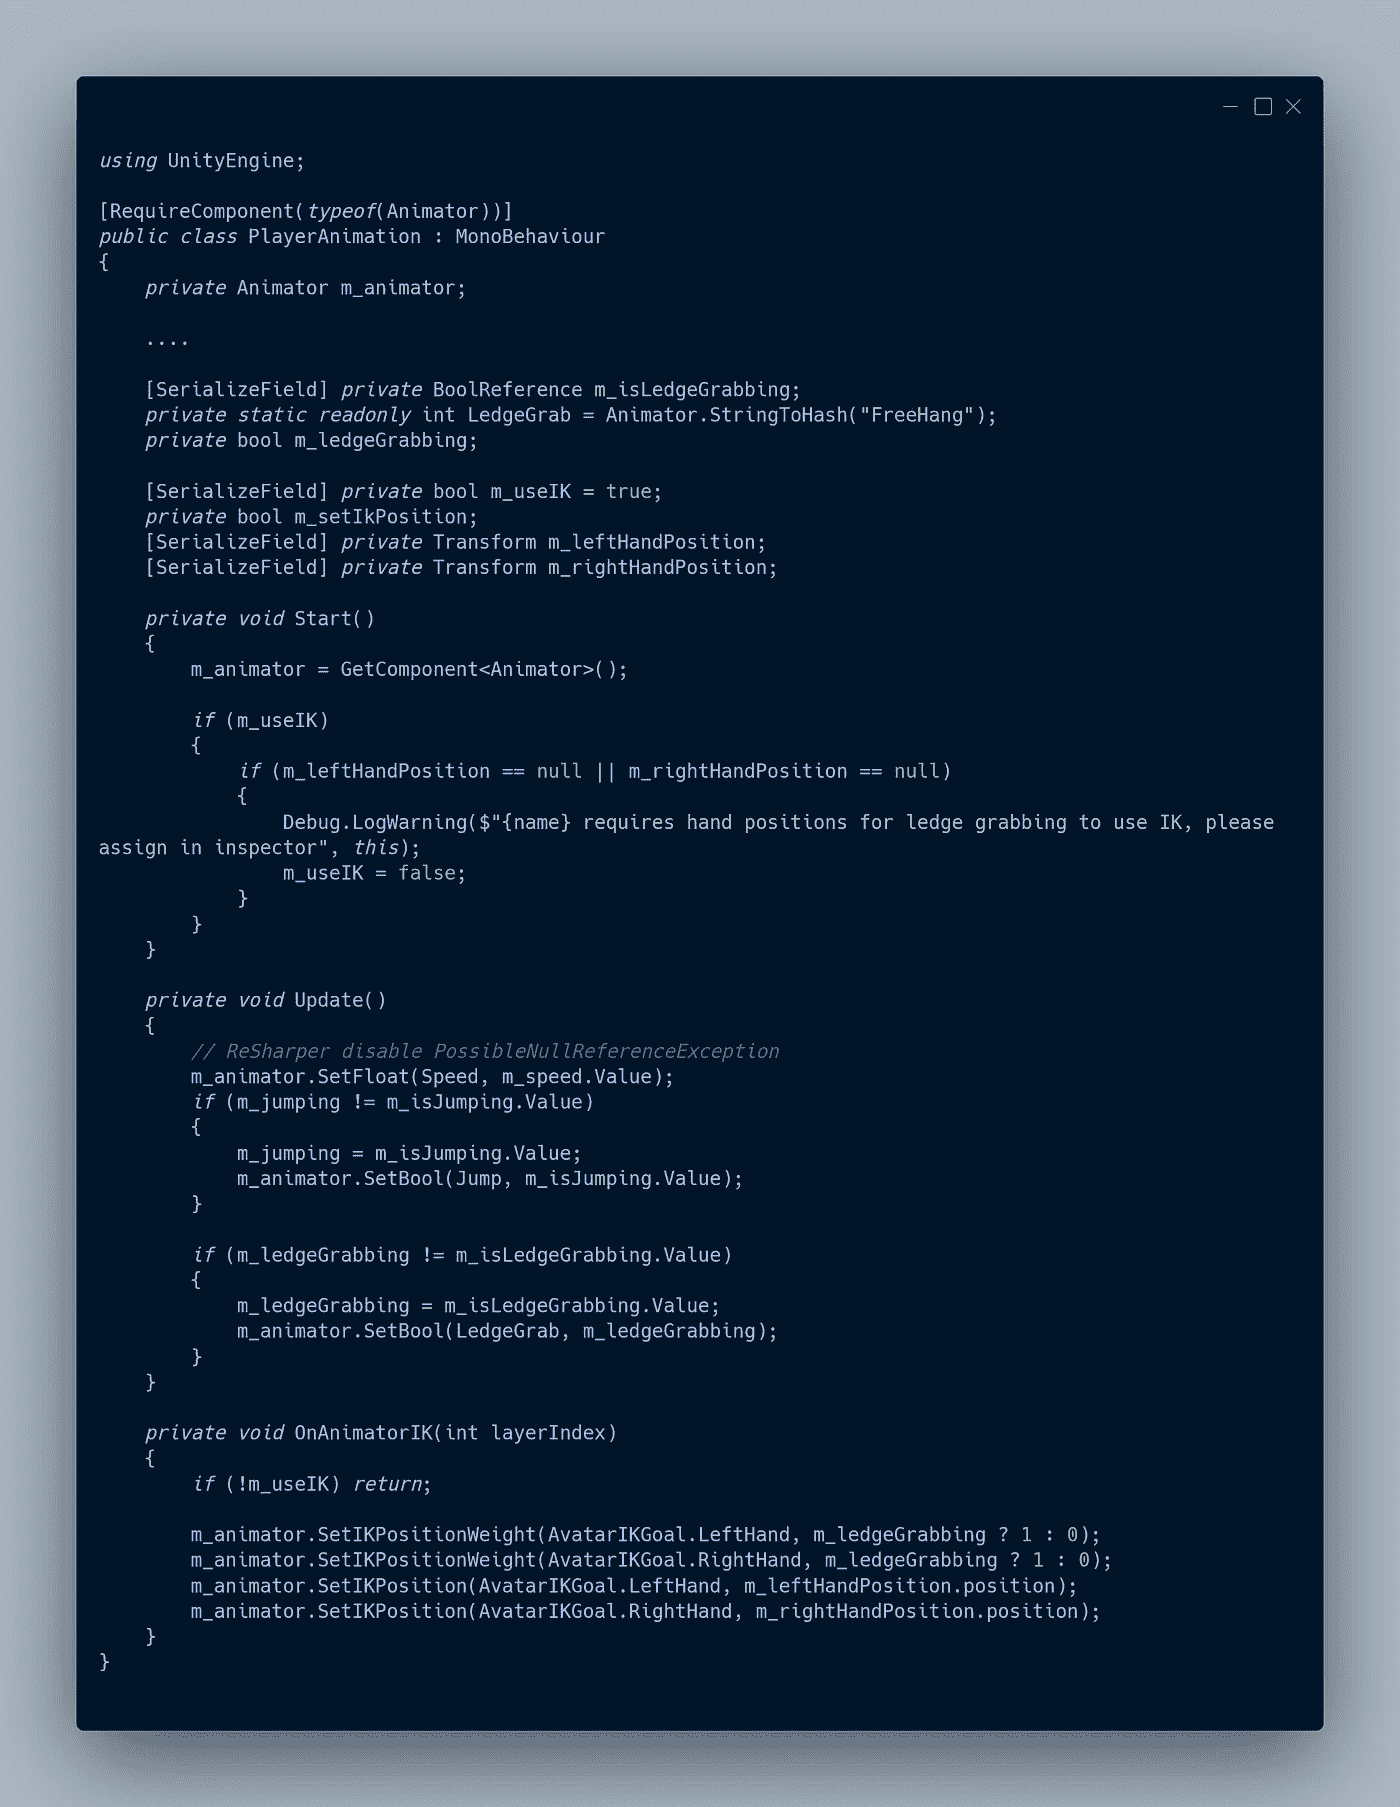 using UnityEngine;

[RequireComponent(typeof(Animator))]
public class PlayerAnimation : MonoBehaviour
{
    private Animator m_animator;

    ....

    [SerializeField] private BoolReference m_isLedgeGrabbing;
    private static readonly int LedgeGrab = Animator.StringToHash("FreeHang");
    private bool m_ledgeGrabbing;

    [SerializeField] private bool m_useIK = true;
    private bool m_setIkPosition;
    [SerializeField] private Transform m_leftHandPosition;
    [SerializeField] private Transform m_rightHandPosition;

    private void Start()
    {
        m_animator = GetComponent<Animator>();

        if (m_useIK)
        {
            if (m_leftHandPosition == null || m_rightHandPosition == null)
            {
                Debug.LogWarning($"{name} requires hand positions for ledge grabbing to use IK, please
assign in inspector", this);
                m_useIK = false;
            }
        }
    }

    private void Update()
    {
        // ReSharper disable PossibleNullReferenceException
        m_animator.SetFloat(Speed, m_speed.Value);
        if (m_jumping != m_isJumping.Value)
        {
            m_jumping = m_isJumping.Value;
            m_animator.SetBool(Jump, m_isJumping.Value);
        }

        if (m_ledgeGrabbing != m_isLedgeGrabbing.Value)
        {
            m_ledgeGrabbing = m_isLedgeGrabbing.Value;
            m_animator.SetBool(LedgeGrab, m_ledgeGrabbing);
        }
    }

    private void OnAnimatorIK(int layerIndex)
    {
        if (!m_useIK) return;

        m_animator.SetIKPositionWeight(AvatarIKGoal.LeftHand, m_ledgeGrabbing ? 1 : 0);
        m_animator.SetIKPositionWeight(AvatarIKGoal.RightHand, m_ledgeGrabbing ? 1 : 0);
        m_animator.SetIKPosition(AvatarIKGoal.LeftHand, m_leftHandPosition.position);
        m_animator.SetIKPosition(AvatarIKGoal.RightHand, m_rightHandPosition.position);
    }
}